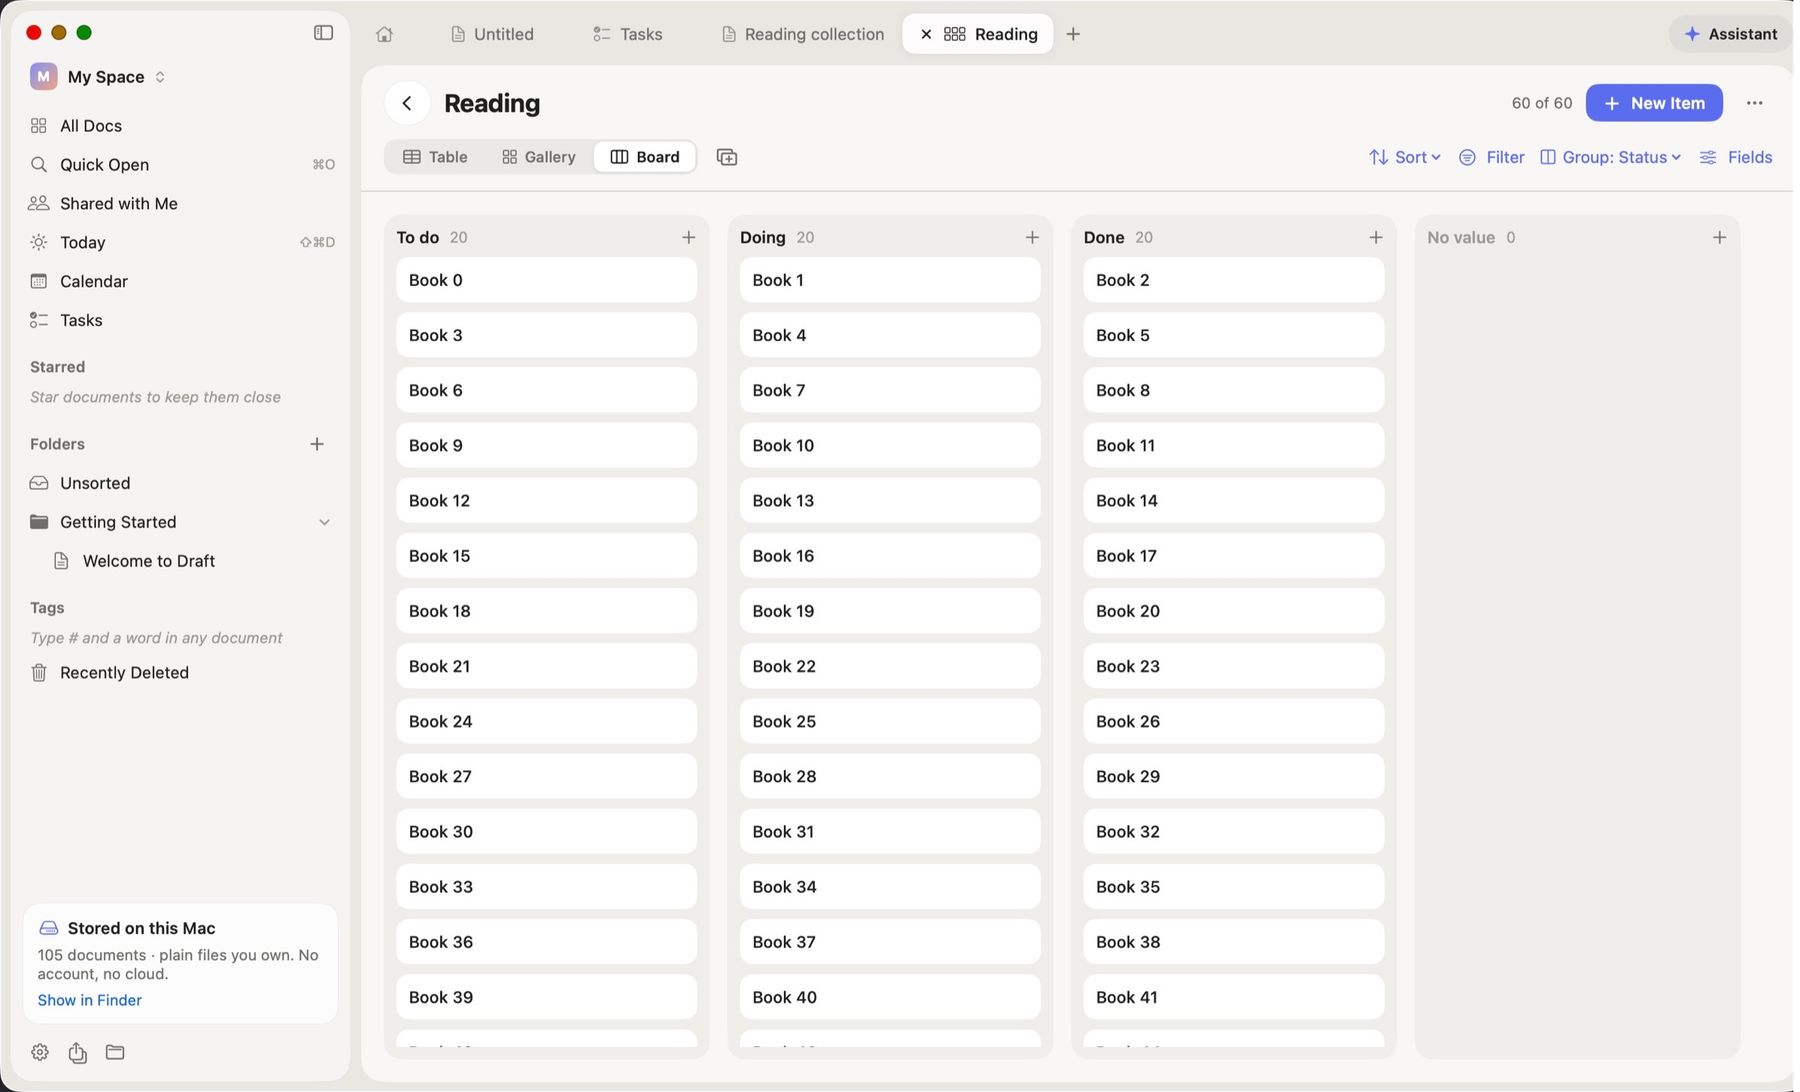 Untitled
Tasks
Reading collection
Reading
Assistant
M My Space
All Docs
Quick Open ⌘O
Shared with Me
Today ⇧⌘D
Calendar
Tasks
Starred
Star documents to keep them close
Folders
Unsorted
Getting Started
Welcome to Draft
Tags
Type # and a word in any document
Recently Deleted
Stored on this Mac
105 documents · plain files you own. No
account, no cloud.
Show in Finder
Reading
60 of 60
New Item
Table
Gallery
Board
Sort
Filter
Group: Status
Fields
To do 20
Book 0
Book 3
Book 6
Book 9
Book 12
Book 15
Book 18
Book 21
Book 24
Book 27
Book 30
Book 33
Book 36
Book 39
Doing 20
Book 1
Book 4
Book 7
Book 10
Book 13
Book 16
Book 19
Book 22
Book 25
Book 28
Book 31
Book 34
Book 37
Book 40
Done 20
Book 2
Book 5
Book 8
Book 11
Book 14
Book 17
Book 20
Book 23
Book 26
Book 29
Book 32
Book 35
Book 38
Book 41
No value 0